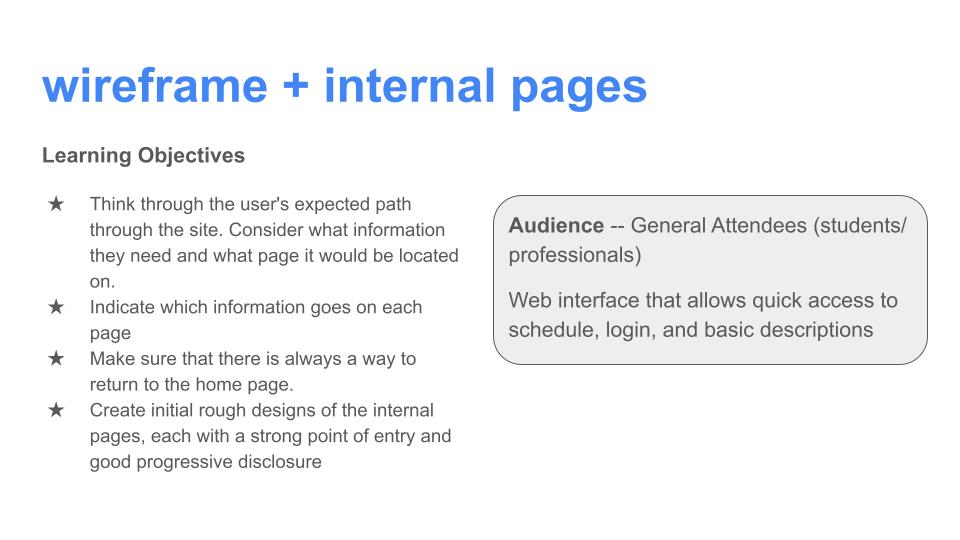 wireframe + internal pages
Learning Objectives
★ Think through the user's expected path
through the site. Consider what information
they need and what page it would be located
on.
★ Indicate which information goes on each
page
★ Make sure that there is always a way to
return to the home page.
★ Create initial rough designs of the internal
pages, each with a strong point of entry and
good progressive disclosure
Audience -- General Attendees (students/
professionals)
Web interface that allows quick access to
schedule, login, and basic descriptions